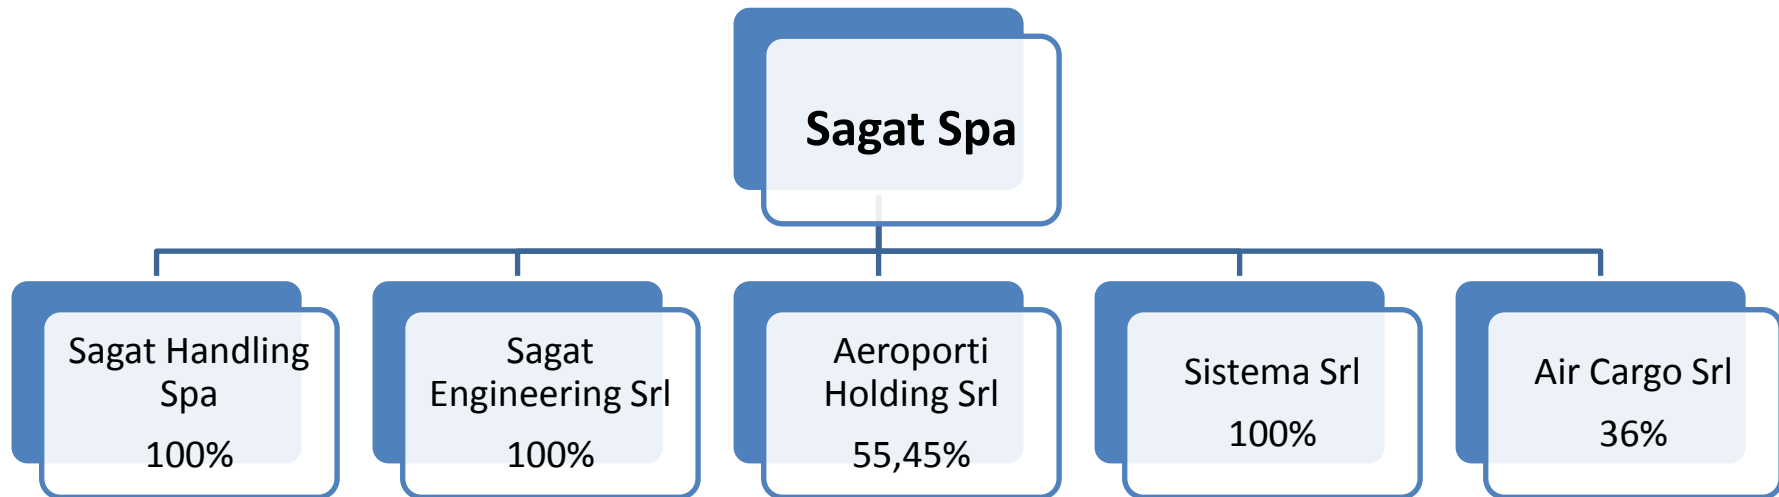 Sagat Spa
Sagat Handling
Spa
100%
Sagat
Engineering Srl
100%
Aeroporti
Holding Srl
55,45%
Sistema Srl
100%
Air Cargo Srl
36%